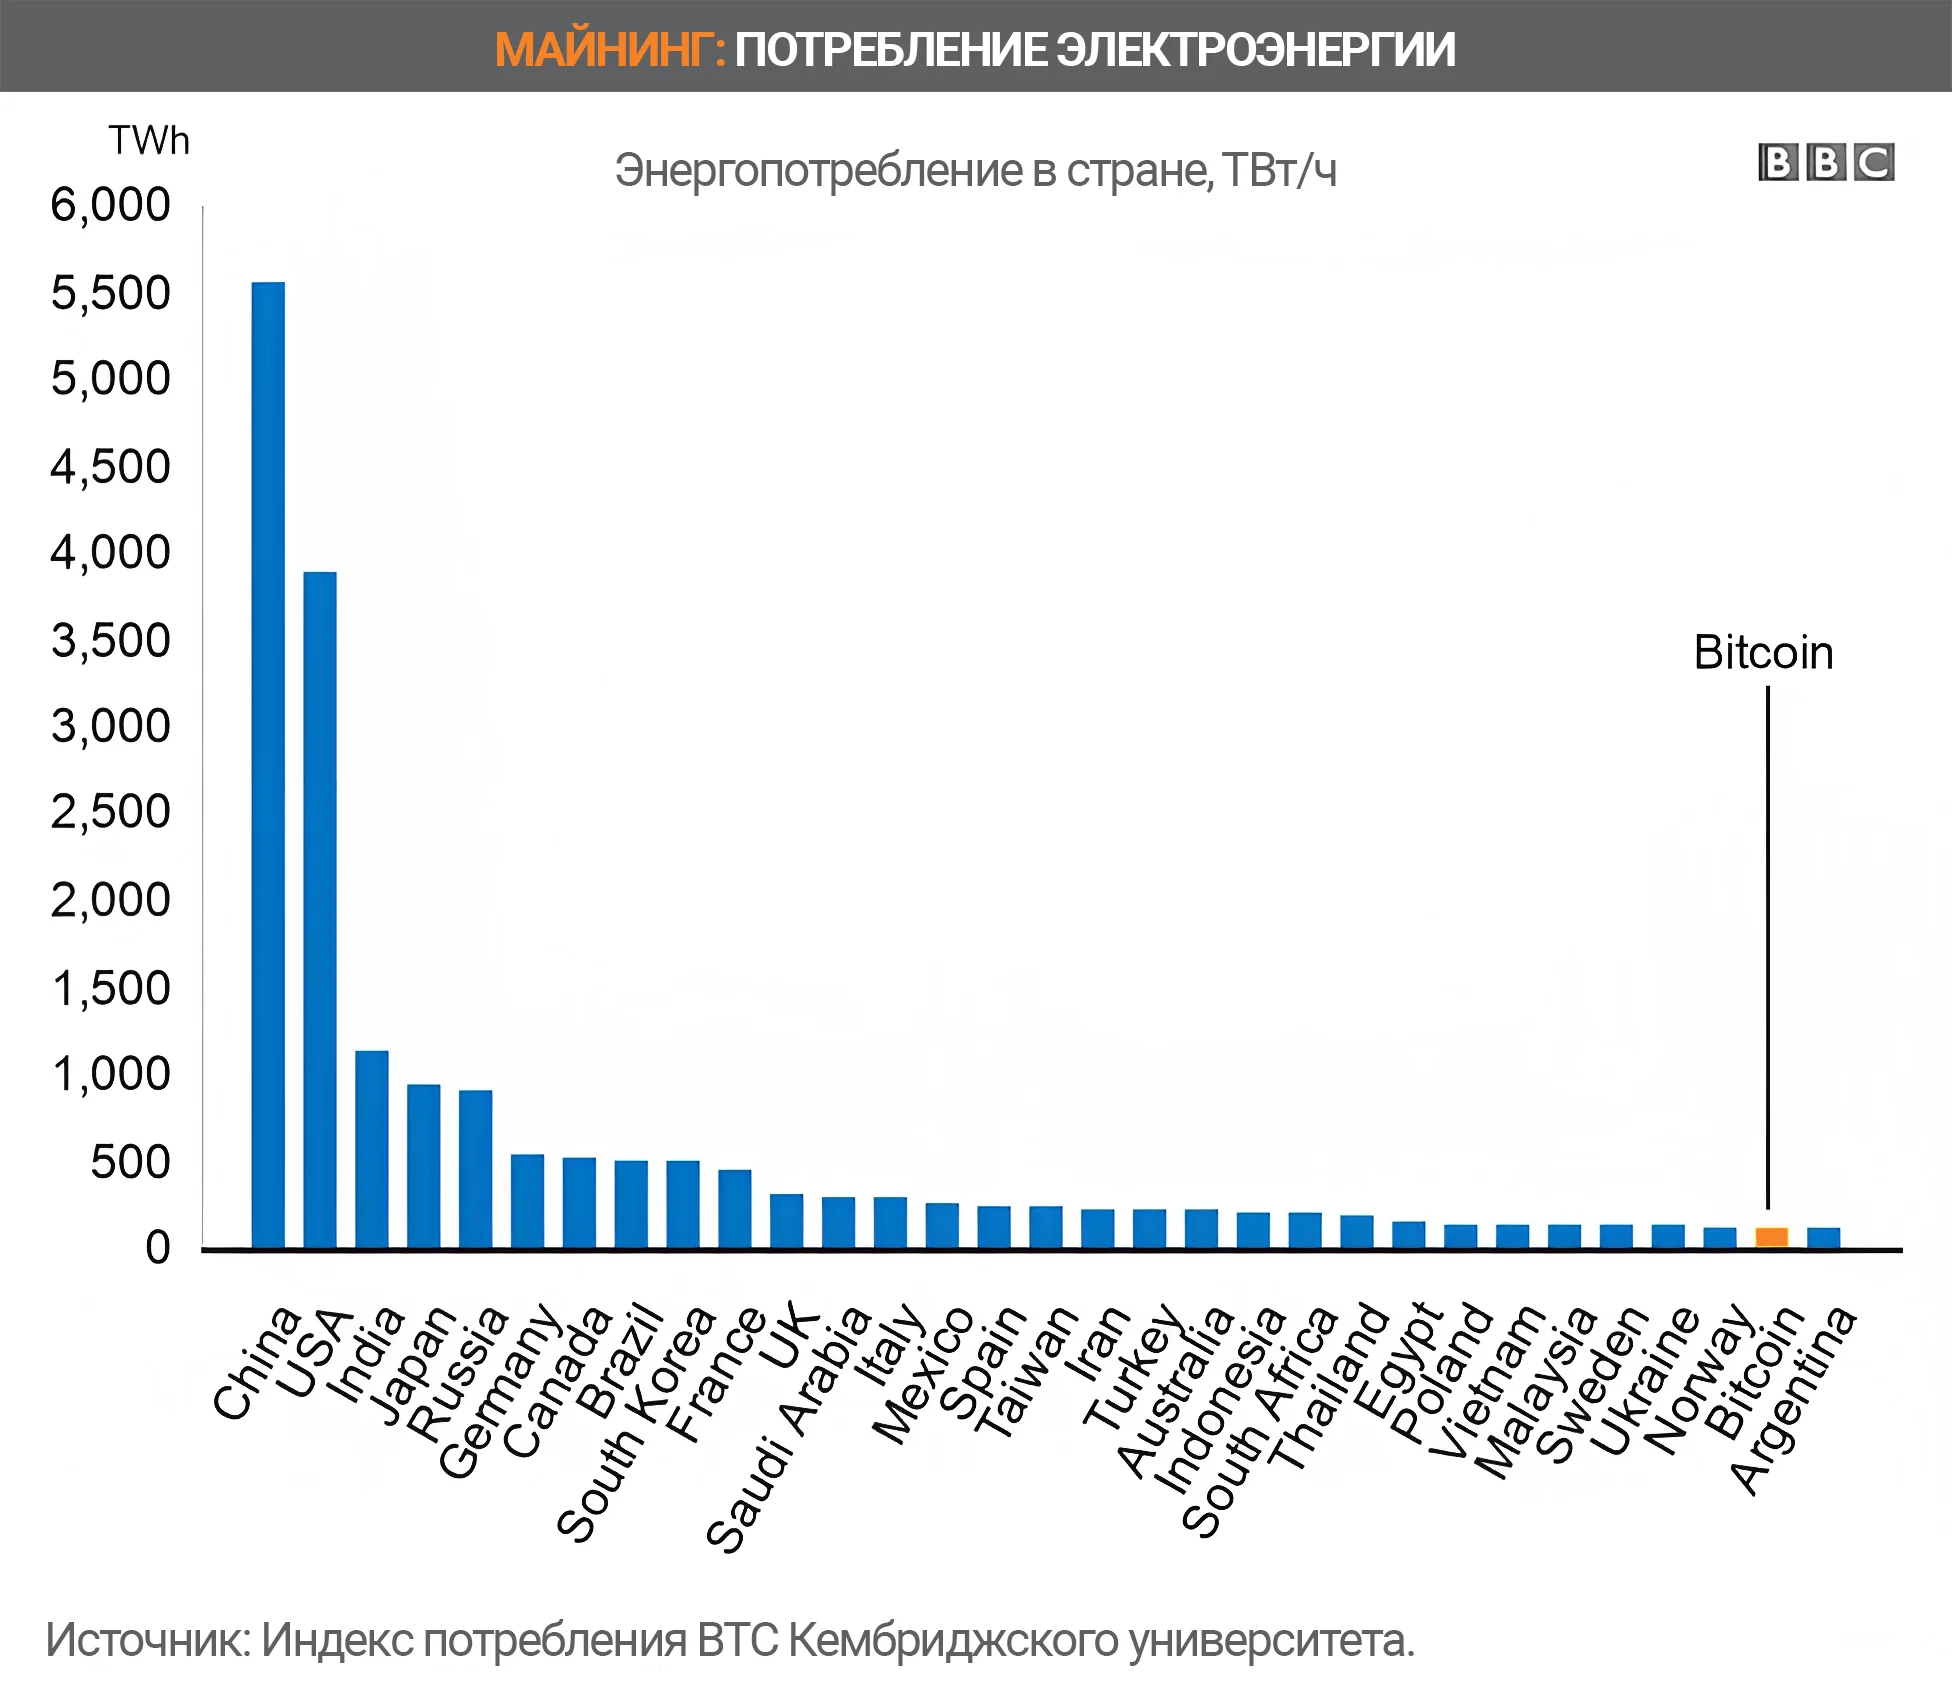 МАЙНИНГ: ПОТРЕБЛЕНИЕ ЭЛЕКТРОЭНЕРГИИ
TWh
Энергопотребление в стране, ТВт/ч
BBC
6,000
5,500
5,000
4,500
4,000
3,500
3,000
2,500
2,000
1,500
1,000
500
0
Bitcoin
China
USA
India
Japan
Russia
Germany
Canada
Brazil
South Korea
France
UK
Saudi Arabia
Italy
Mexico
Spain
Taiwan
Iran
Turkey
Australia
Indonesia
South Africa
Thailand
Egypt
Poland
Vietnam
Malaysia
Sweden
Ukraine
Norway
Bitcoin
Argentina
Источник: Индекс потребления BTC Кембриджского университета.